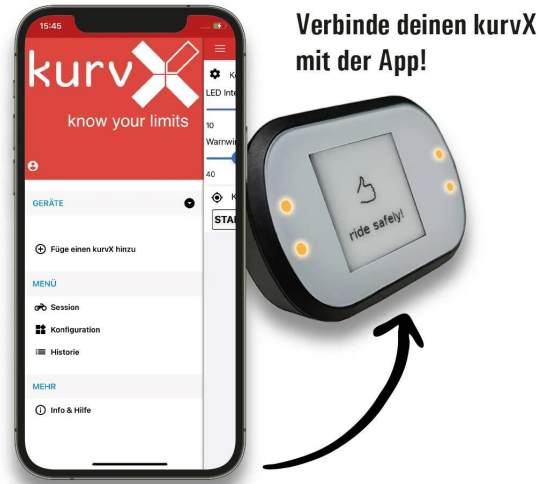 Verbinde deinen kurvX
mit der App!
15:45
kurvX
know your limits
GERÄTE
Füge einen kurvX hinzu
MENÜ
Session
Konfiguration
Historie
MEHR
Info & Hilfe
LED Inte
10
Warnwi
40
K
STA
ride safely!